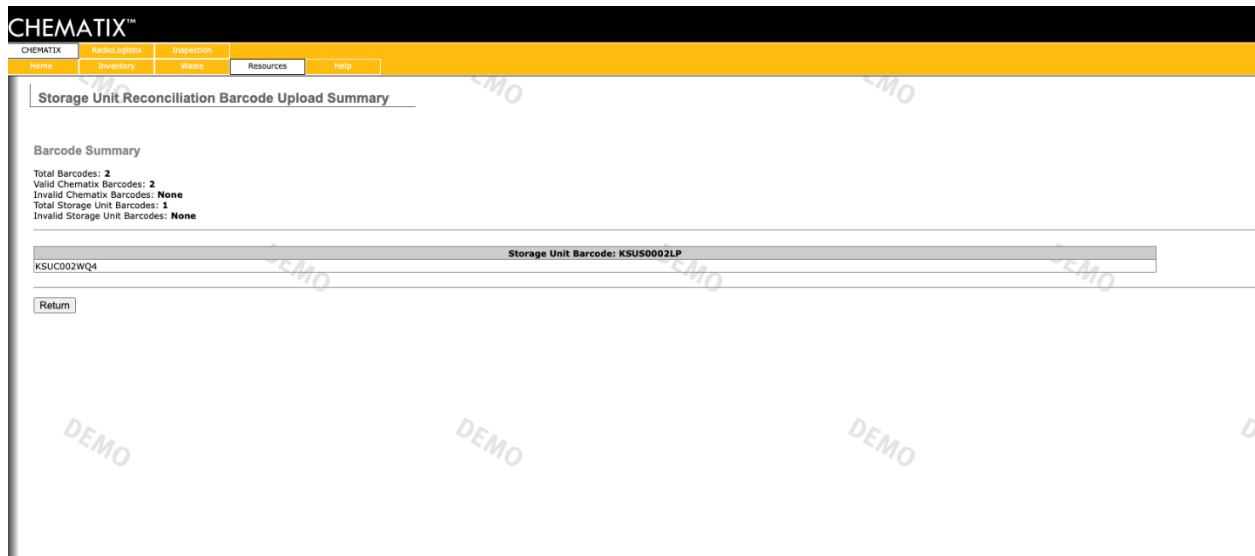 CHEMATIX™
CHEMATIX RadioLogistix Inspection
Home Inventory Waste Resources Help
Storage Unit Reconciliation Barcode Upload Summary
Barcode Summary
Total Barcodes: 2
Valid Chematix Barcodes: 2
Invalid Chematix Barcodes: None
Total Storage Unit Barcodes: 1
Invalid Storage Unit Barcodes: None
Storage Unit Barcode: KSUS0002LP
KSUC002WQ4
Return
DEMO DEMO DEMO